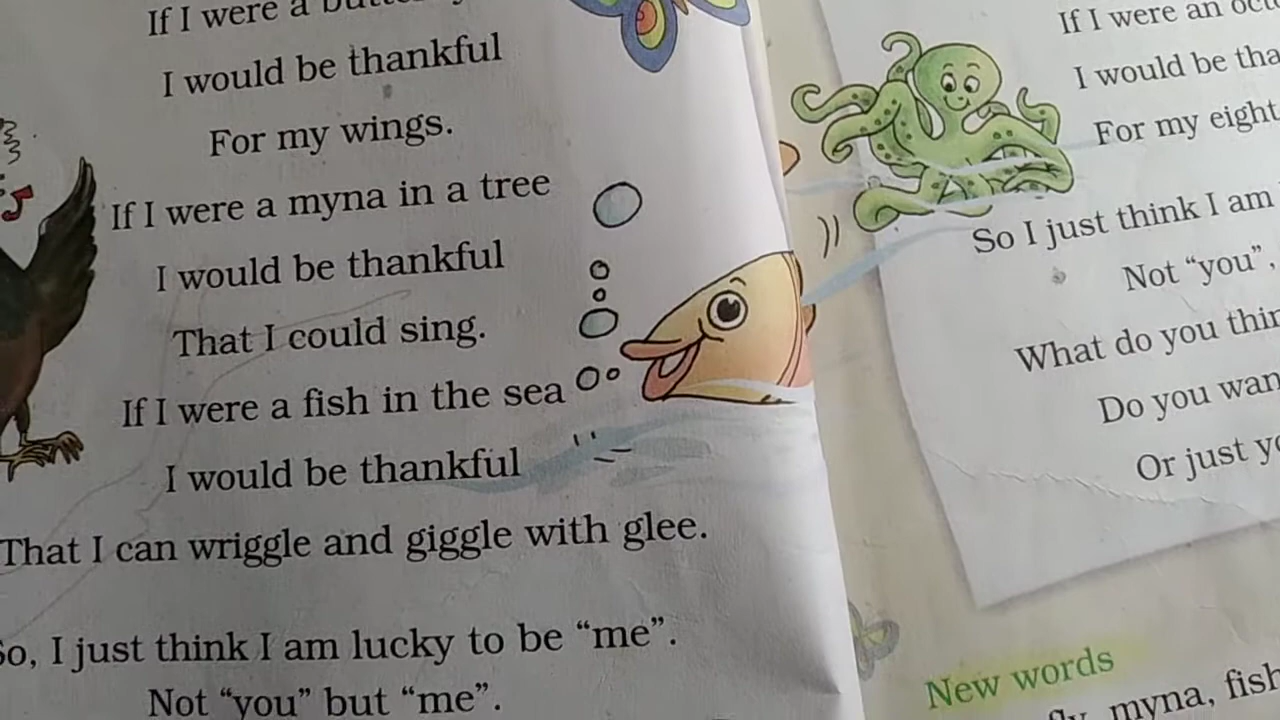 If I were a
I would be thankful
For my wings.
If I were a myna in a tree
I would be thankful
That I could sing.
If I were a fish in the sea
I would be thankful
That I can wriggle and giggle with glee.
So, I just think I am lucky to be “me”.
Not “you” but “me”.
If I were an
I would be
For my eight
So I just think I am
Not “you”,
What do you
Do you
Or just
New words
myna, fish